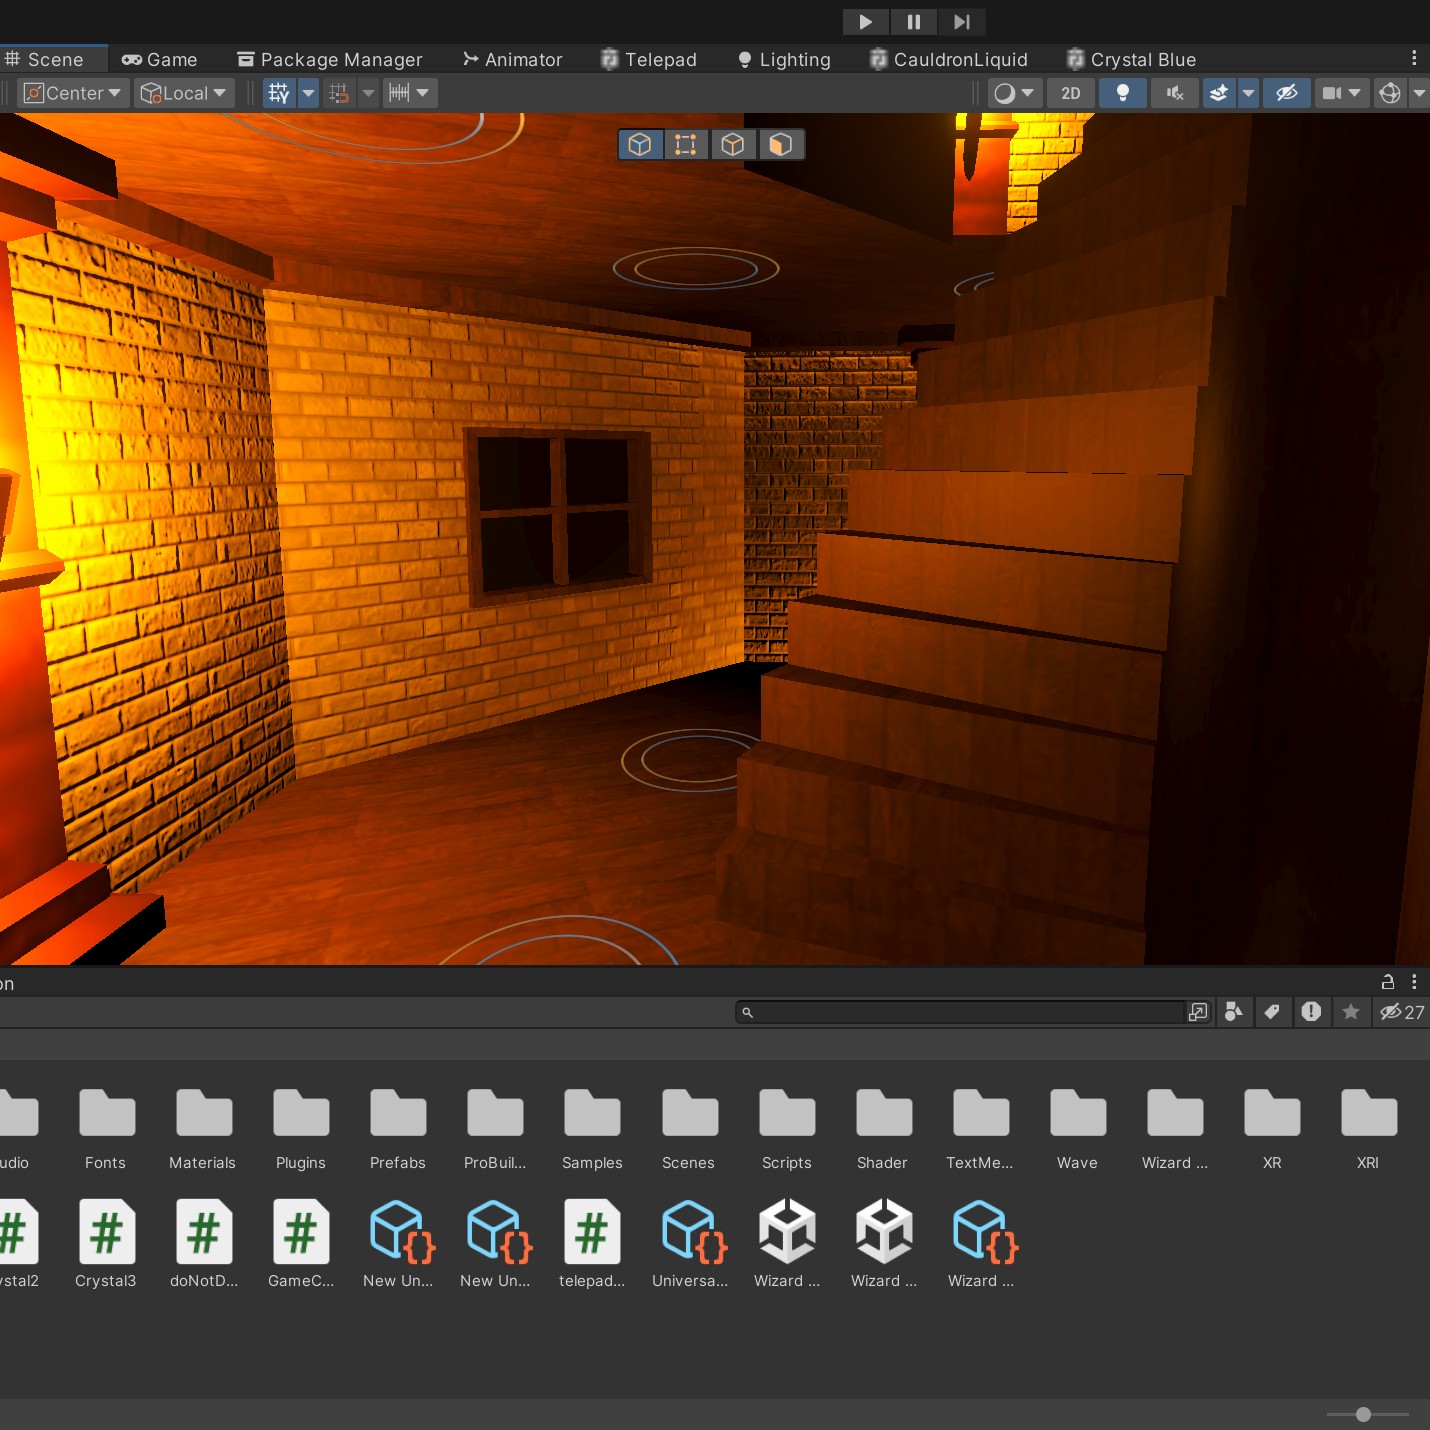 Scene Game Package Manager Animator Telepad Lighting CauldronLiquid Crystal Blue
Center Local 2D
on
27
udio Fonts Materials Plugins Prefabs ProBuil... Samples Scenes Scripts Shader TextMe... Wave Wizard ... XR XRI
ystal2 Crystal3 doNotD... GameC... New Un... New Un... telepad... Universa... Wizard ... Wizard ... Wizard ...